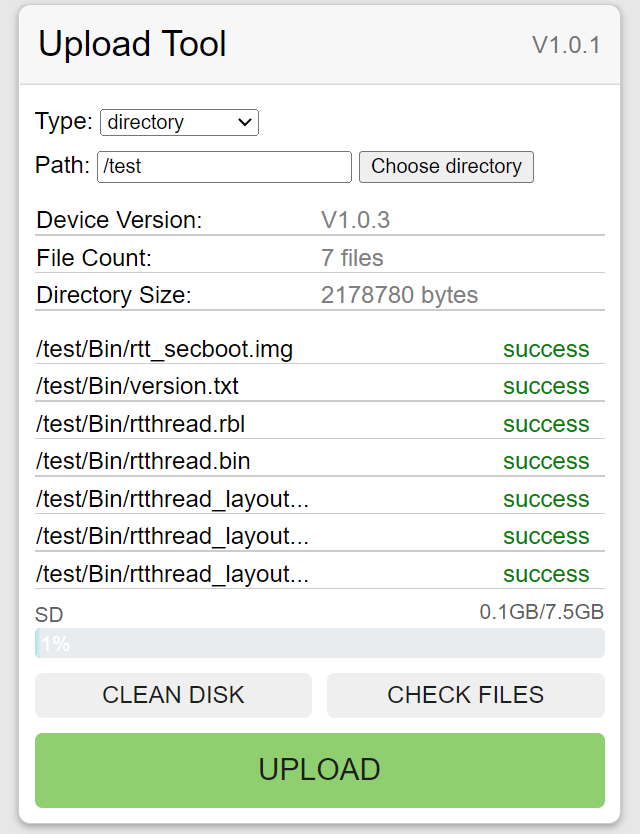 Upload Tool V1.0.1
Type: directory
Path: /test Choose directory
Device Version: V1.0.3
File Count: 7 files
Directory Size: 2178780 bytes
/test/Bin/rtt_secboot.img success
/test/Bin/version.txt success
/test/Bin/rtthread.rbl success
/test/Bin/rtthread.bin success
/test/Bin/rtthread_layout... success
/test/Bin/rtthread_layout... success
/test/Bin/rtthread_layout... success
SD 0.1GB/7.5GB
1%
CLEAN DISK CHECK FILES
UPLOAD